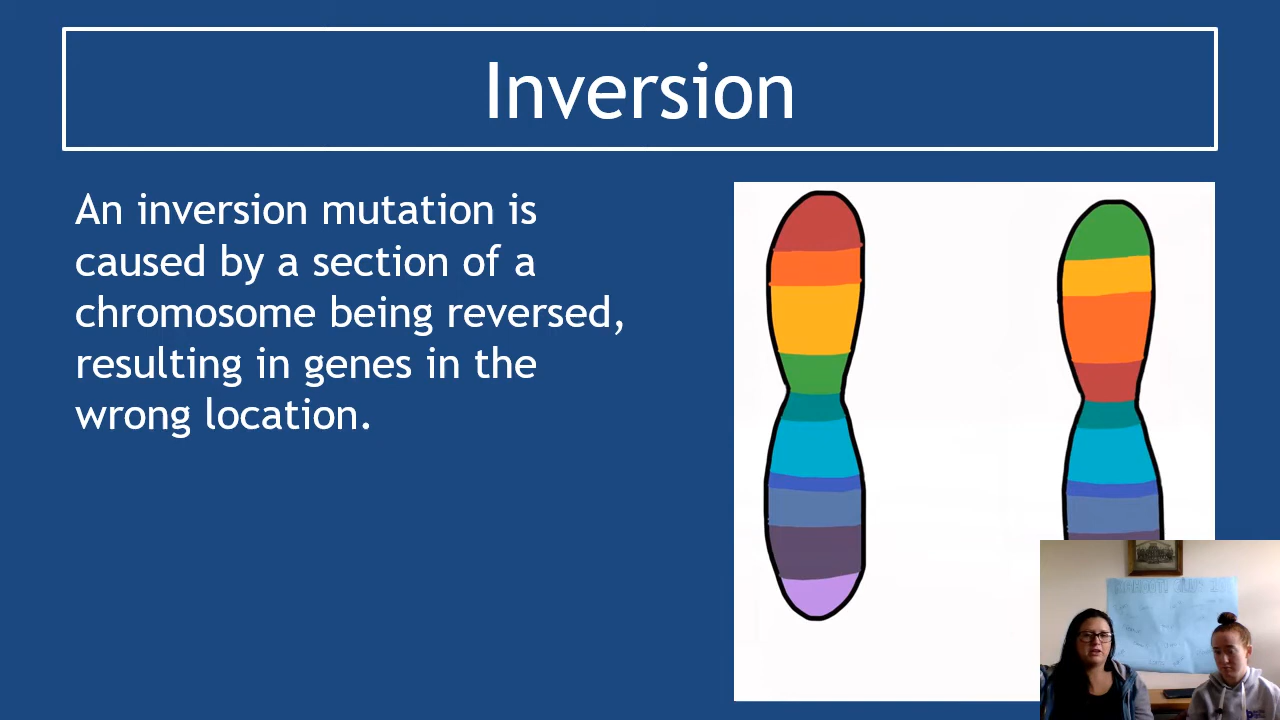 Inversion
An inversion mutation is
caused by a section of a
chromosome being reversed,
resulting in genes in the
wrong location.